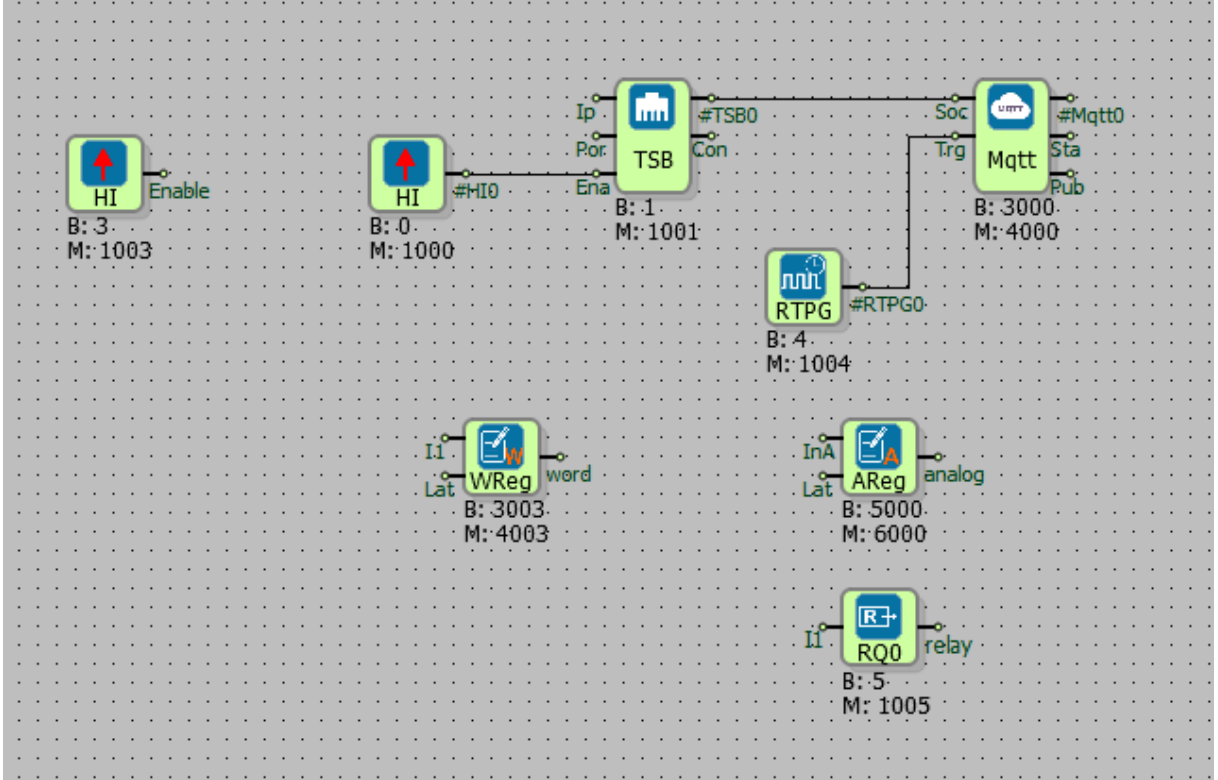 Ip
#TSB0
Soc
MQTT
#Mqtt0
Por
TSB
Con
Trg
Mqtt
Sta
HI
Enable
HI
#HI0
Ena
Pub
B: 3
M: 1003
B: 0
M: 1000
B: 1
M: 1001
B: 3000
M: 4000
RTPG
#RTPG0
B: 4
M: 1004
I1
W
word
Lat
WReg
B: 3003
M: 4003
InA
A
analog
Lat
AReg
B: 5000
M: 6000
R
I1
RQ0
relay
B: 5
M: 1005